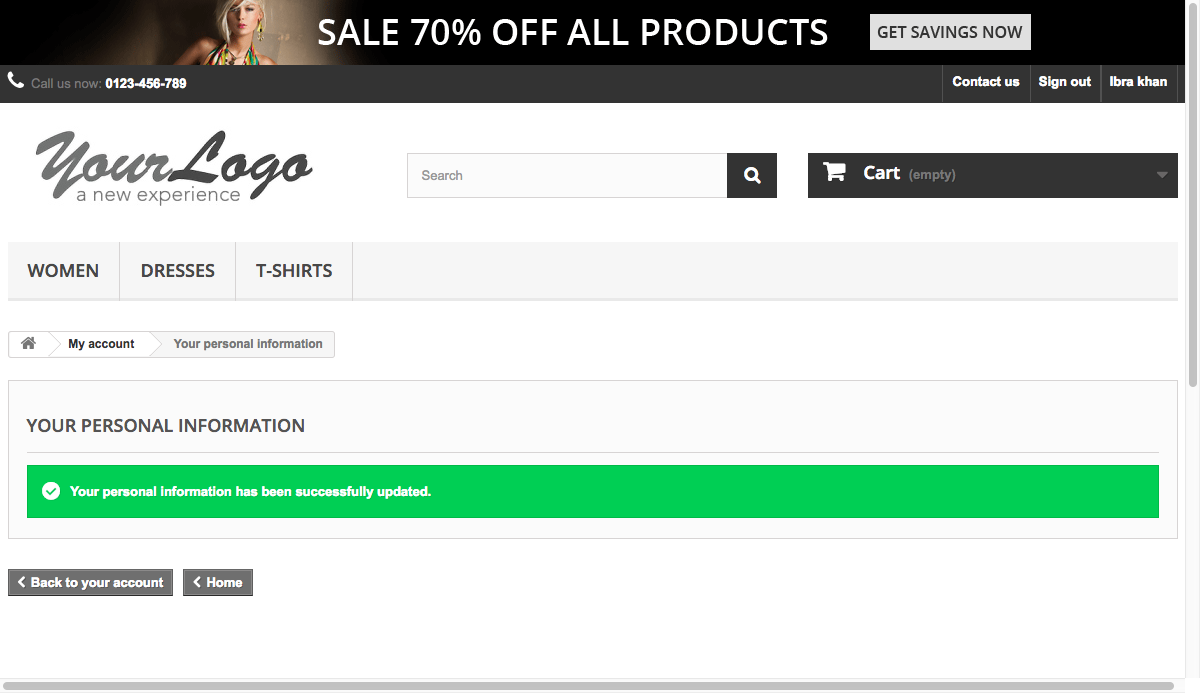 SALE 70% OFF ALL PRODUCTS
GET SAVINGS NOW
Call us now: 0123-456-789
Contact us
Sign out
Ibra khan
Your Logo
a new experience
Search
Cart (empty)
WOMEN
DRESSES
T-SHIRTS
My account
Your personal information
YOUR PERSONAL INFORMATION
Your personal information has been successfully updated.
Back to your account
Home